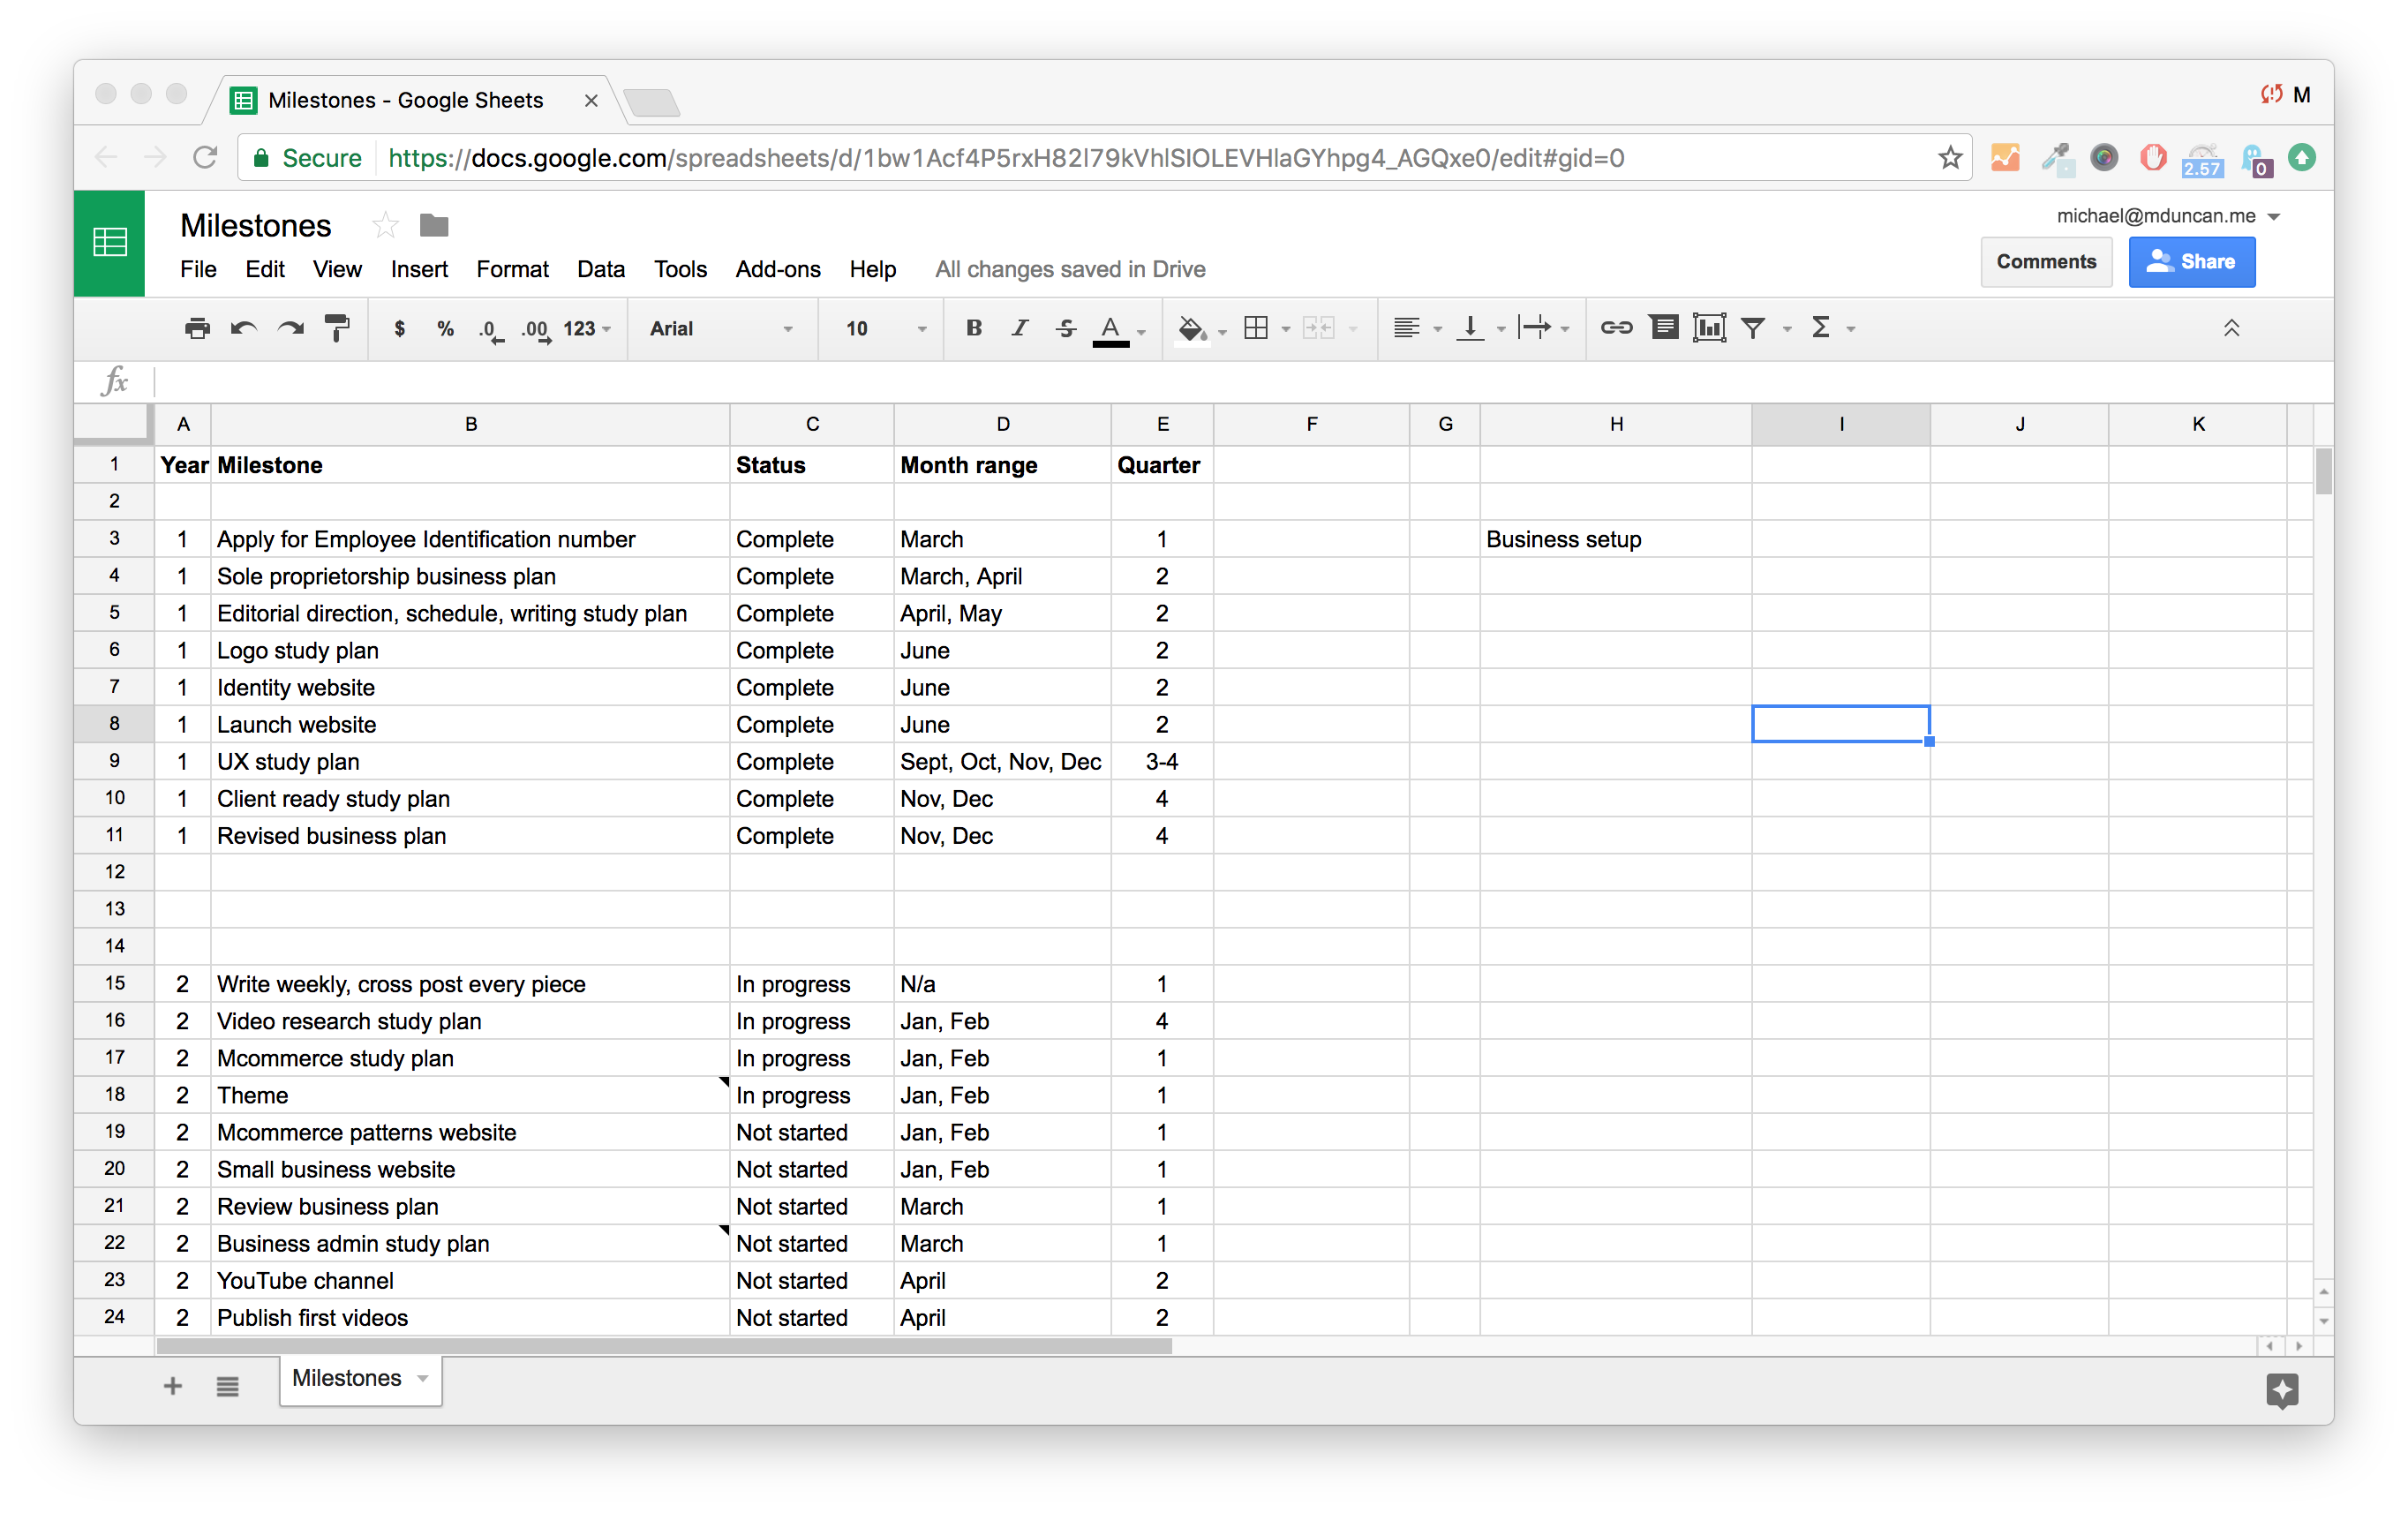 Milestones - Google Sheets
M
Secure https://docs.google.com/spreadsheets/d/1bw1Acf4P5rxH82I79kVhlSIOLEVHlaGYhpg4_AGQxe0/edit#gid=0
2.57 0
Milestones
michael@mduncan.me
File Edit View Insert Format Data Tools Add-ons Help All changes saved in Drive
Comments Share
$ % .0 .00 123 Arial 10 B I S A Σ
fx
A B C D E F G H I J K
1 Year Milestone Status Month range Quarter
2
3 1 Apply for Employee Identification number Complete March 1 Business setup
4 1 Sole proprietorship business plan Complete March, April 2
5 1 Editorial direction, schedule, writing study plan Complete April, May 2
6 1 Logo study plan Complete June 2
7 1 Identity website Complete June 2
8 1 Launch website Complete June 2
9 1 UX study plan Complete Sept, Oct, Nov, Dec 3-4
10 1 Client ready study plan Complete Nov, Dec 4
11 1 Revised business plan Complete Nov, Dec 4
12
13
14
15 2 Write weekly, cross post every piece In progress N/a 1
16 2 Video research study plan In progress Jan, Feb 4
17 2 Mcommerce study plan In progress Jan, Feb 1
18 2 Theme In progress Jan, Feb 1
19 2 Mcommerce patterns website Not started Jan, Feb 1
20 2 Small business website Not started Jan, Feb 1
21 2 Review business plan Not started March 1
22 2 Business admin study plan Not started March 1
23 2 YouTube channel Not started April 2
24 2 Publish first videos Not started April 2
Milestones